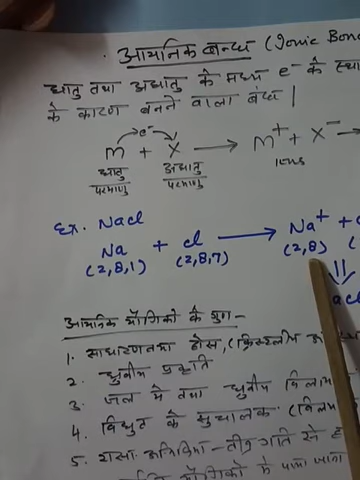 आयनिक बन्ध (Ionic Bon
धातु तथा अधातु के मध्य e⁻ के स्था
के कारण बनने वाला बंध |
e⁻
M + X ⟶ M⁺ + X⁻ ⟶
धातु अधातु ions
परमाणु परमाणु
Ex. NaCl
Na + Cl ⟶ Na⁺ +
(2,8,1) (2,8,7) (2,8) (
aCl
आयनिक यौगिकों के गुण -
1. साधारणतया ठोस, (क्रिस्टलीय
2. ध्रुवीय प्रकृति
3. जल में तथा ध्रुवीय विलाय
4. विद्युत के सुचालक (विलय
5. रासा. अभिक्रिया - तीव्र गति से
यौगिकों में पाया जाता